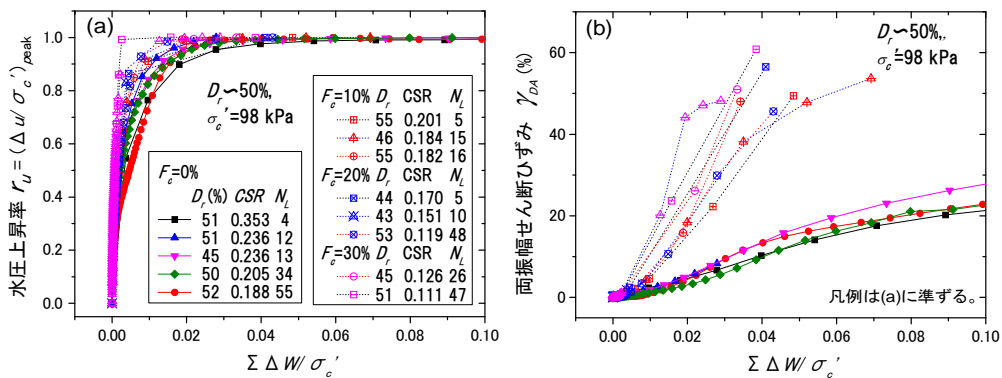 (a)
水圧上昇率 r_u = (Δu/σ_c')_peak
1.0
0.8
0.6
0.4
0.2
0.0
D_r〜50%,
σ_c'=98 kPa
F_c=0%
D_r(%) CSR N_L
51 0.353 4
51 0.236 12
45 0.236 13
50 0.205 34
52 0.188 55
F_c=10% D_r CSR N_L
55 0.201 5
46 0.184 15
55 0.182 16
F_c=20% D_r CSR N_L
44 0.170 5
43 0.151 10
53 0.119 48
F_c=30% D_r CSR N_L
45 0.126 26
51 0.111 47
0.00 0.02 0.04 0.06 0.08 0.10
ΣΔW/σ_c'
(b)
両振幅せん断ひずみ γ_DA (%)
60
40
20
0
D_r〜50%,,
σ_c'=98 kPa
凡例は(a)に準ずる。
0.00 0.02 0.04 0.06 0.08 0.10
ΣΔW/σ_c'